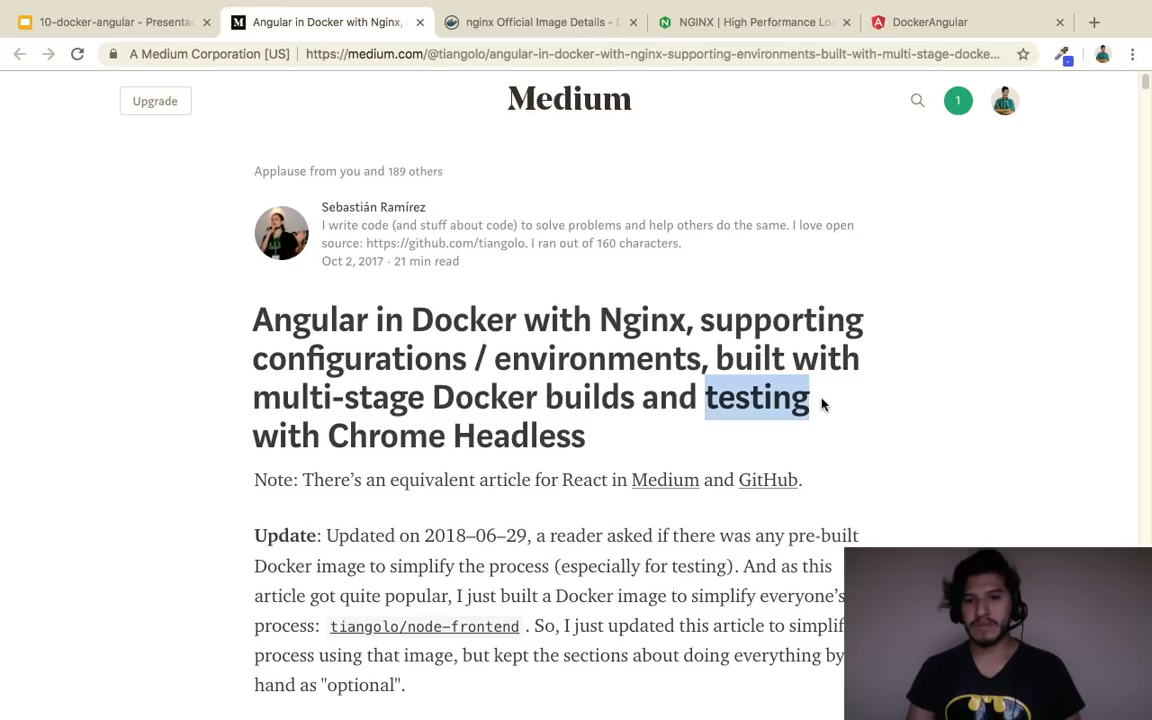 10-docker-angular - Presenta
Angular in Docker with Nginx,
nginx Official Image Details - D
NGINX | High Performance Lo
DockerAngular
A Medium Corporation [US]
https://medium.com/@tiangolo/angular-in-docker-with-nginx-supporting-environments-built-with-multi-stage-docke...
Upgrade
Medium
1
Applause from you and 189 others
Sebastián Ramírez
I write code (and stuff about code) to solve problems and help others do the same. I love open
source: https://github.com/tiangolo. I ran out of 160 characters.
Oct 2, 2017 · 21 min read
Angular in Docker with Nginx, supporting
configurations / environments, built with
multi-stage Docker builds and testing
with Chrome Headless
Note: There’s an equivalent article for React in Medium and GitHub.
Update: Updated on 2018–06–29, a reader asked if there was any pre-built
Docker image to simplify the process (especially for testing). And as this
article got quite popular, I just built a Docker image to simplify everyone’s
process: tiangolo/node-frontend . So, I just updated this article to simplif
process using that image, but kept the sections about doing everything by
hand as "optional".